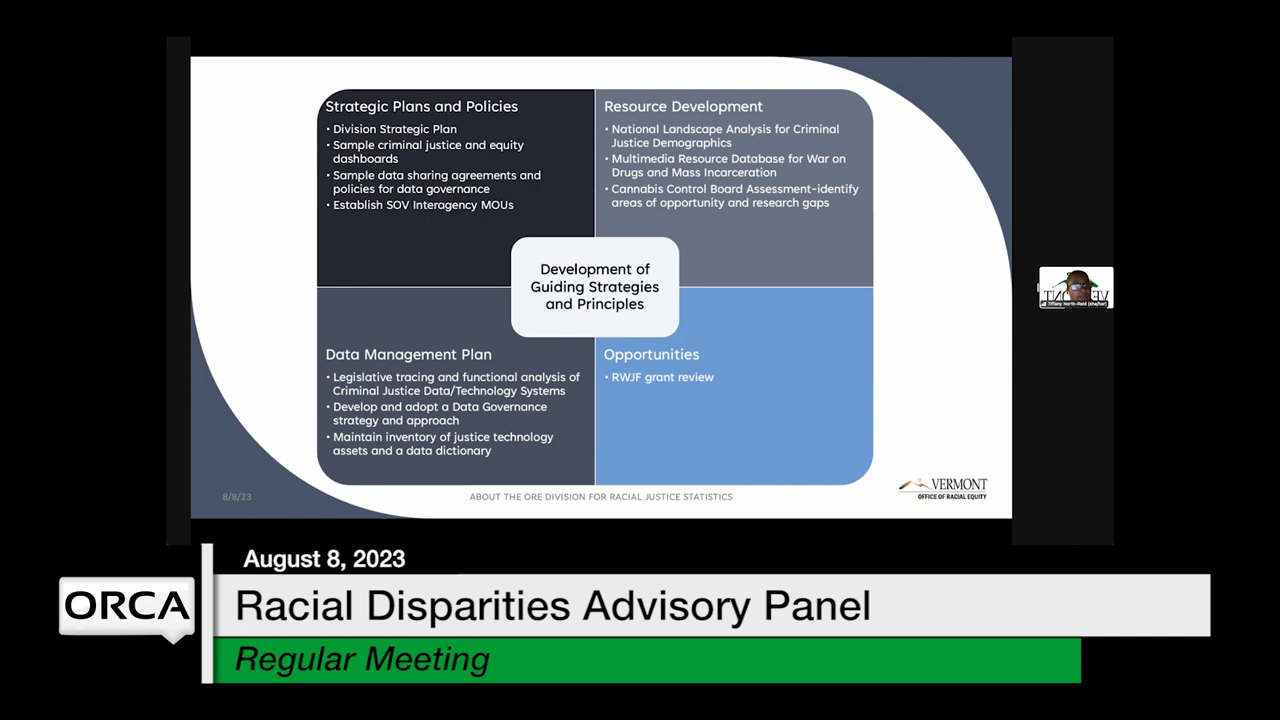 Strategic Plans and Policies
• Division Strategic Plan
• Sample criminal justice and equity
dashboards
• Sample data sharing agreements and
policies for data governance
• Establish SOV Interagency MOUs
Resource Development
• National Landscape Analysis for Criminal
Justice Demographics
• Multimedia Resource Database for War on
Drugs and Mass Incarceration
• Cannabis Control Board Assessment-identify
areas of opportunity and research gaps
Development of
Guiding Strategies
and Principles
Data Management Plan
• Legislative tracing and functional analysis of
Criminal Justice Data/Technology Systems
• Develop and adopt a Data Governance
strategy and approach
• Maintain inventory of justice technology
assets and a data dictionary
Opportunities
• RWJF grant review
8/8/23
ABOUT THE ORE DIVISION FOR RACIAL JUSTICE STATISTICS
VERMONT
OFFICE OF RACIAL EQUITY
Tiffany North-Reid (she/her)
August 8, 2023
ORCA
Racial Disparities Advisory Panel
Regular Meeting